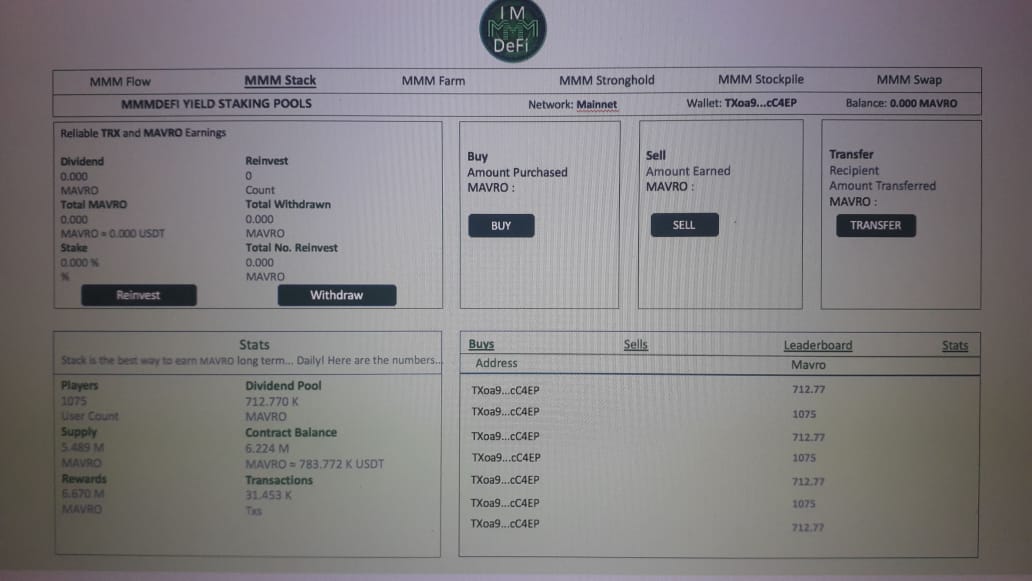 I M
MMM
DeFi
MMM Flow MMM Stack MMM Farm MMM Stronghold MMM Stockpile MMM Swap
MMMDEFI YIELD STAKING POOLS Network: Mainnet Wallet: TXoa9...cC4EP Balance: 0.000 MAVRO
Reliable TRX and MAVRO Earnings
Dividend
0.000
MAVRO
Total MAVRO
0.000
MAVRO = 0.000 USDT
Stake
0.000 %
%
Reinvest
Reinvest
0
Count
Total Withdrawn
0.000
MAVRO
Total No. Reinvest
0.000
MAVRO
Withdraw
Buy
Amount Purchased
MAVRO :
BUY
Sell
Amount Earned
MAVRO :
SELL
Transfer
Recipient
Amount Transferred
MAVRO :
TRANSFER
Stats
Stack is the best way to earn MAVRO long term... Daily! Here are the numbers...
Players
1075
User Count
Supply
5.489 M
MAVRO
Rewards
6.670 M
MAVRO
Dividend Pool
712.770 K
MAVRO
Contract Balance
6.224 M
MAVRO = 783.772 K USDT
Transactions
31.453 K
Txs
Buys Sells Leaderboard Stats
Address Mavro
TXoa9...cC4EP 712.77
TXoa9...cC4EP 1075
TXoa9...cC4EP 712.77
TXoa9...cC4EP 1075
TXoa9...cC4EP 712.77
TXoa9...cC4EP 1075
TXoa9...cC4EP 712.77